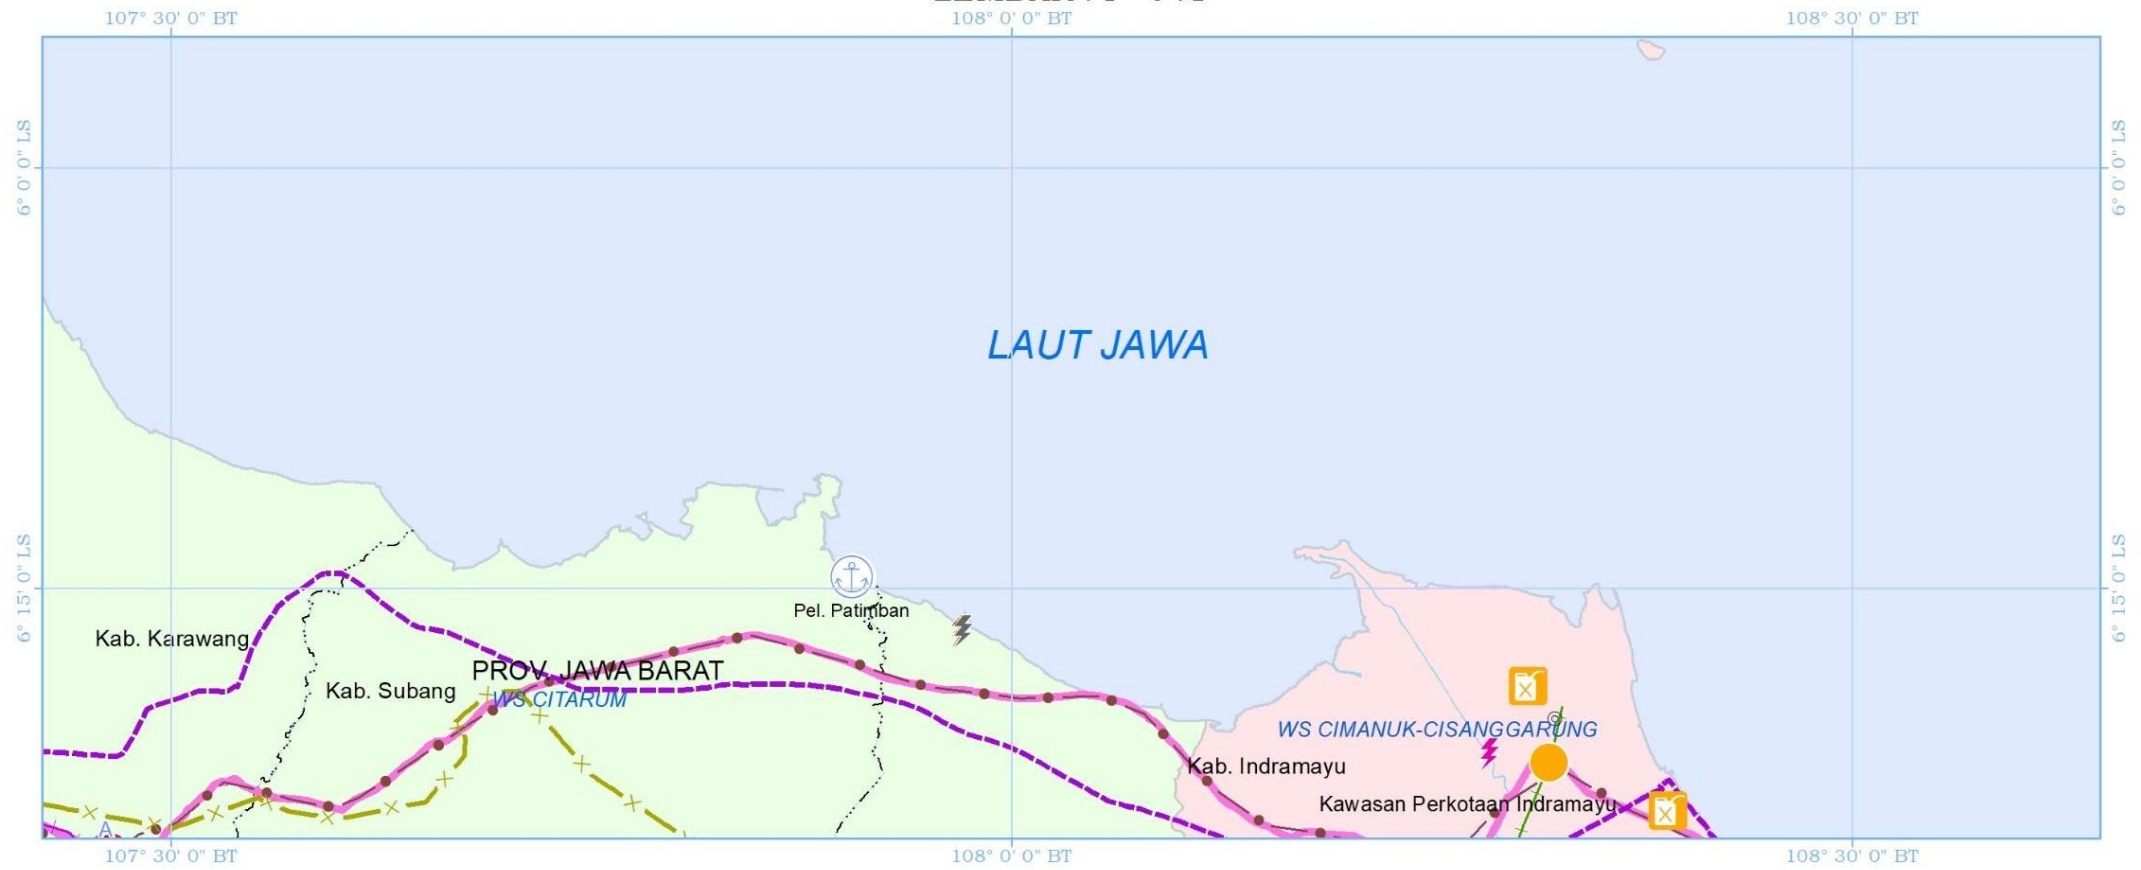 107° 30' 0" BT
108° 0' 0" BT
108° 30' 0" BT
6° 0' 0" LS
6° 0' 0" LS
LAUT JAWA
6° 15' 0" LS
6° 15' 0" LS
Pel. Patimban
Kab. Karawang
PROV. JAWA BARAT
Kab. Subang
WS CITARUM
WS CIMANUK-CISANGGARUNG
Kab. Indramayu
Kawasan Perkotaan Indramayu
A
107° 30' 0" BT
108° 0' 0" BT
108° 30' 0" BT